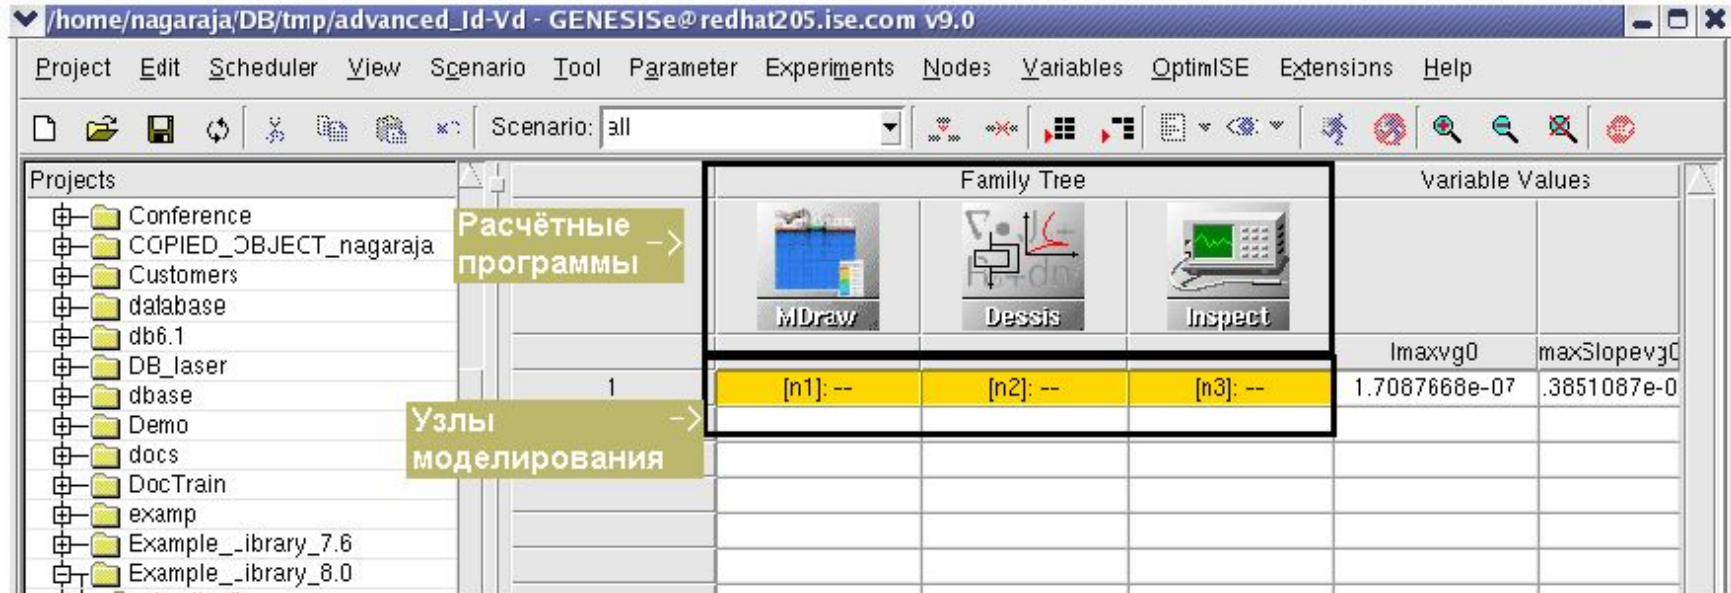 /home/nagaraja/DB/tmp/advanced_Id-Vd - GENESISe@redhat205.ise.com v9.0
Project Edit Scheduler View Scenario Tool Parameter Experiments Nodes Variables OptimISE Extensions Help
Scenario: all
Projects
Family Tree
Variable Values
Conference
COPIED_OBJECT_nagaraja
Customers
database
db6.1
DB_laser
dbase
Demo
docs
DocTrain
examp
Example_Library_7.6
Example_Library_8.0
Расчётные –>
программы
MDraw Dessis Inspect
Imaxvg0 maxSlopevg0
1 [n1]: -- [n2]: -- [n3]: -- 1.7087668e-07 .3851087e-0
Узлы –>
моделирования